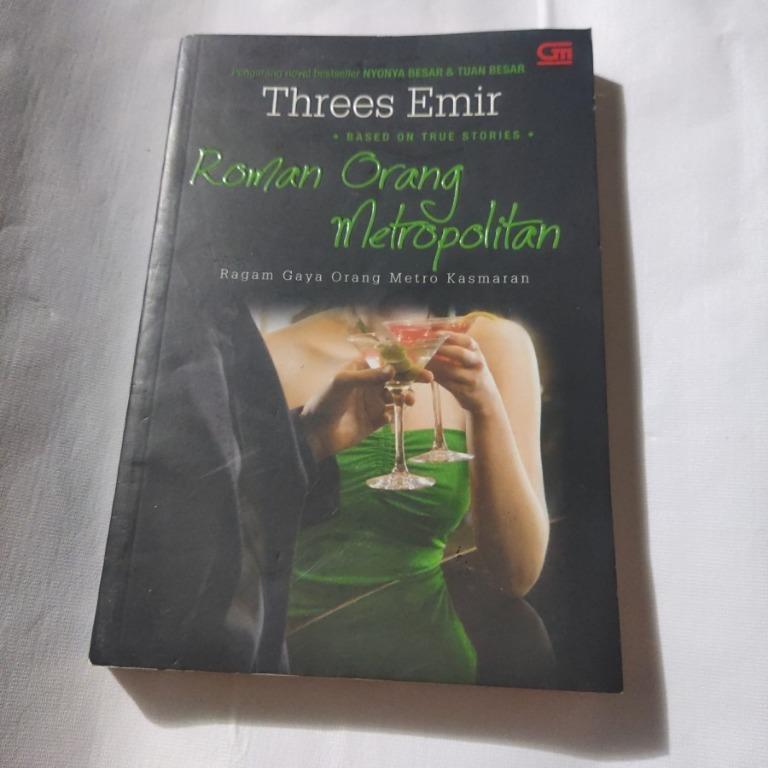 Pengarang novel bestseller NYONYA BESAR & TUAN BESAR
GM
Threes Emir
• BASED ON TRUE STORIES •
Roman Orang
Metropolitan
Ragam Gaya Orang Metro Kasmaran